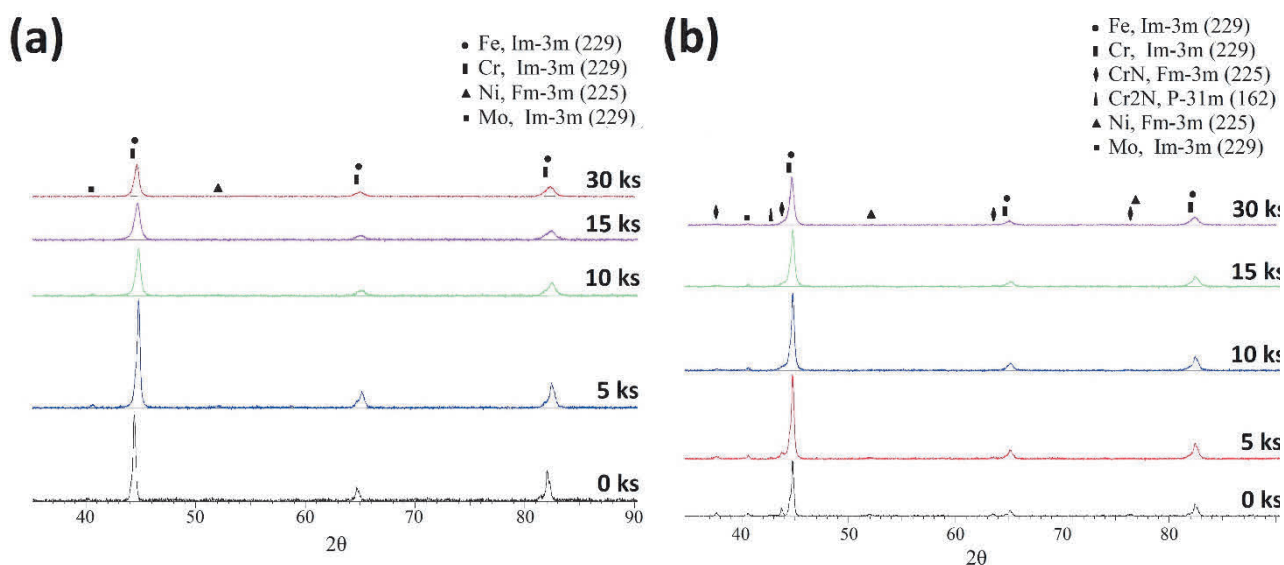 (a)
● Fe, Im-3m (229)
▮ Cr, Im-3m (229)
▲ Ni, Fm-3m (225)
■ Mo, Im-3m (229)
30 ks
15 ks
10 ks
5 ks
0 ks
40 50 60 70 80 90
2θ
(b)
● Fe, Im-3m (229)
▮ Cr, Im-3m (229)
♦ CrN, Fm-3m (225)
Cr2N, P-31m (162)
▲ Ni, Fm-3m (225)
■ Mo, Im-3m (229)
30 ks
15 ks
10 ks
5 ks
0 ks
40 50 60 70 80
2θ